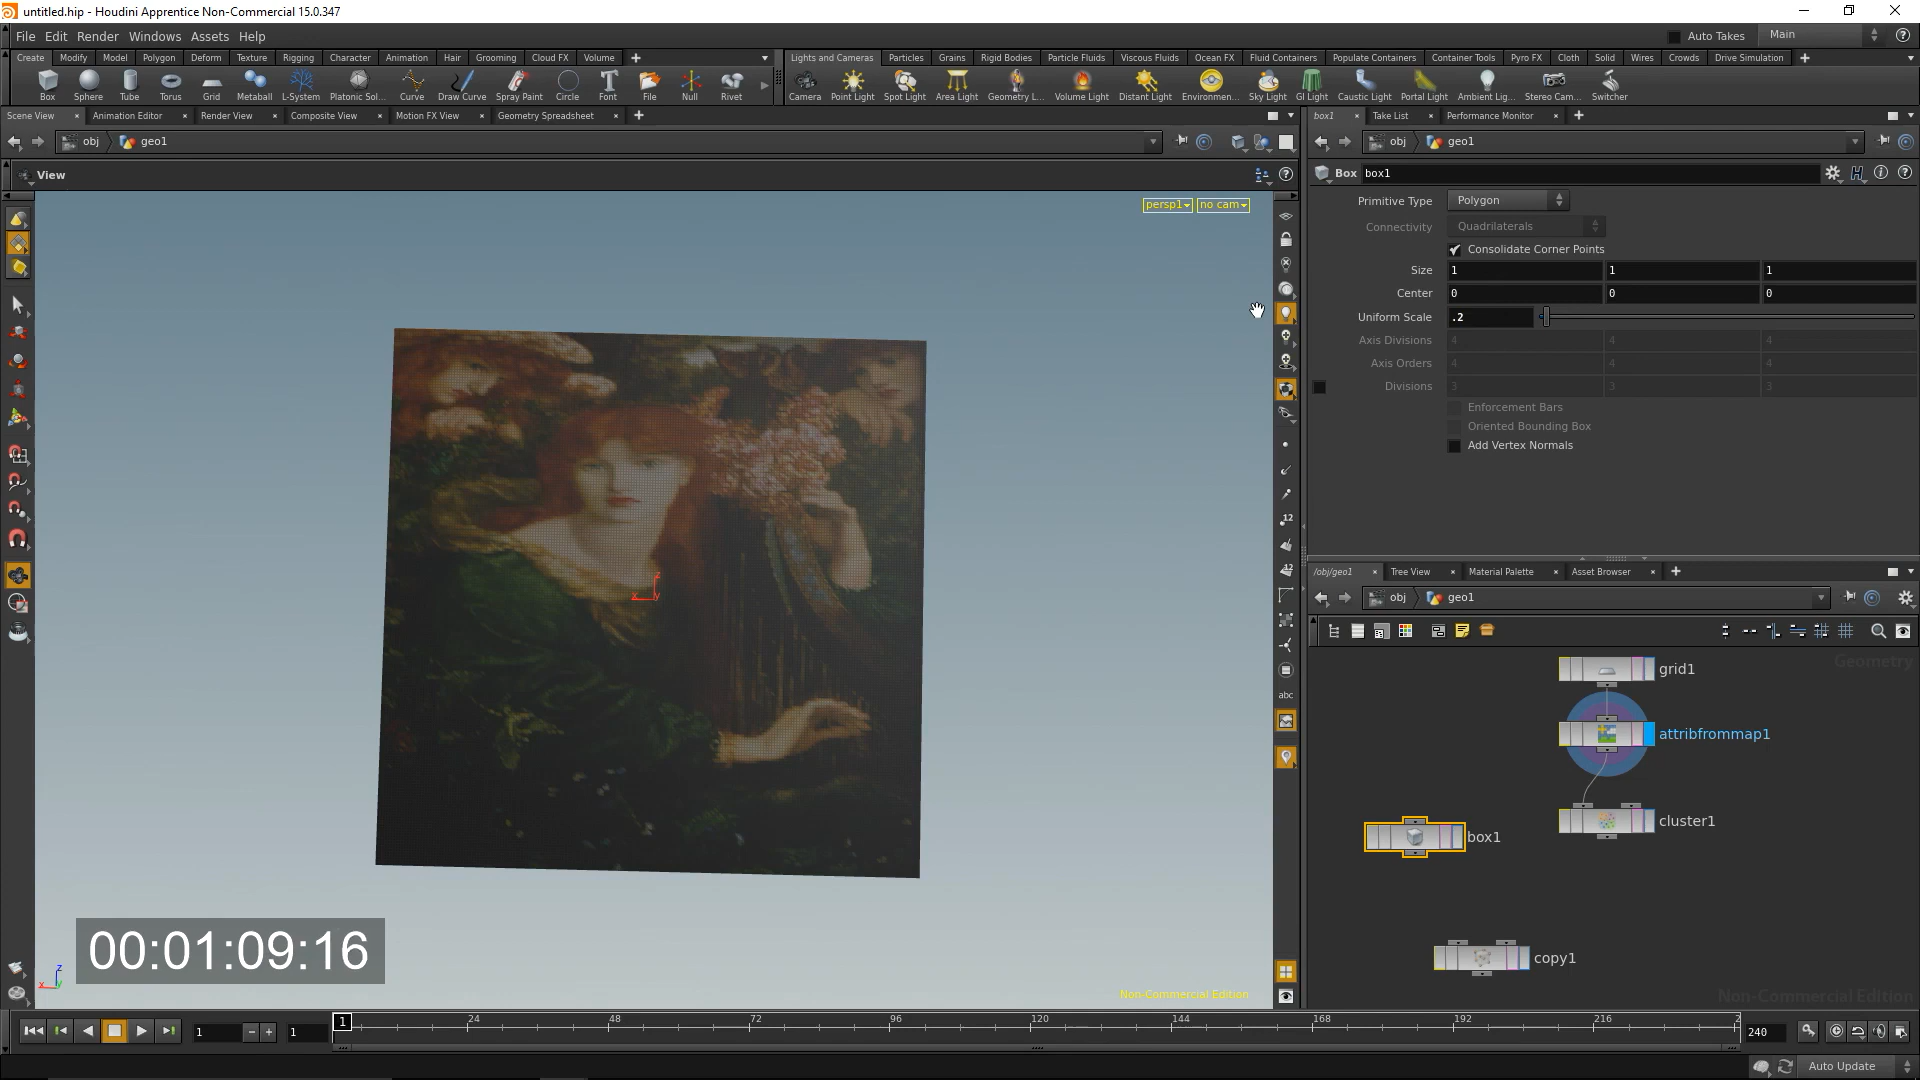 untitled.hip - Houdini Apprentice Non-Commercial 15.0.347
File Edit Render Windows Assets Help
Auto Takes Main
Create Modify Model Polygon Deform Texture Rigging Character Animation Hair Grooming Cloud FX Volume
Lights and Cameras Particles Grains Rigid Bodies Particle Fluids Viscous Fluids Ocean FX Fluid Containers Populate Containers Container Tools Pyro FX Cloth Solid Wires Crowds Drive Simulation
Box Sphere Tube Torus Grid Metaball L-System Platonic Sol... Curve Draw Curve Spray Paint Circle Font File Null Rivet
Camera Point Light Spot Light Area Light Geometry L... Volume Light Distant Light Environmen... Sky Light GI Light Caustic Light Portal Light Ambient Lig... Stereo Cam... Switcher
Scene View Animation Editor Render View Composite View Motion FX View Geometry Spreadsheet
box1 Take List Performance Monitor
obj geo1
obj geo1
View
persp1 no cam
Box box1
Primitive Type Polygon
Connectivity Quadrilaterals
Consolidate Corner Points
Size 1 1 1
Center 0 0 0
Uniform Scale .2
Axis Divisions 4 4 4
Axis Orders 4 4 4
Divisions 3 3 3
Enforcement Bars
Oriented Bounding Box
Add Vertex Normals
12
12
abc
z
x y
/obj/geo1 Tree View Material Palette Asset Browser
obj geo1
Geometry
grid1
attribfrommap1
cluster1
box1
copy1
Non-Commercial Edition
00:01:09:16
z
x y
Non-Commercial Edition
1 1 1 24 48 72 96 120 144 168 192 216 2 240
Auto Update